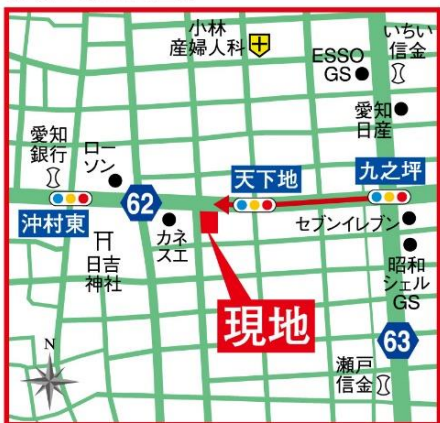 小林
産婦人科
ESSO
GS
いちい
信金
愛知
日産
愛知
銀行
ロー
ソン
天下地
九之坪
沖村東
62
カネ
スエ
セブンイレブン
日吉
神社
昭和
シェル
GS
現地
63
瀬戸
信金
N